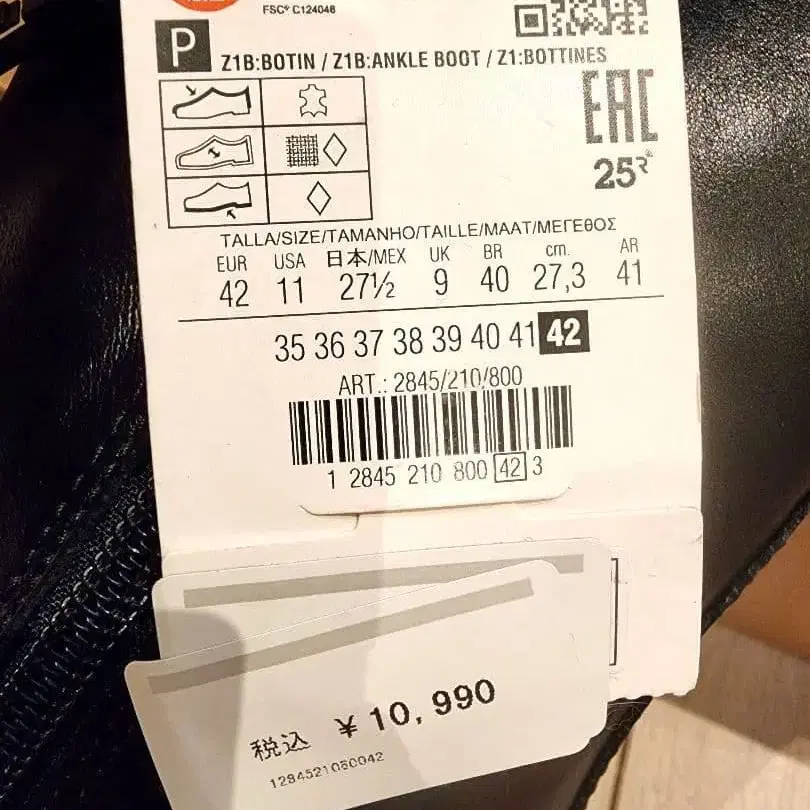 FSC® C124046
P
Z1B:BOTIN / Z1B:ANKLE BOOT / Z1:BOTTINES
EAC
25
TALLA/SIZE/TAMANHO/TAILLE/MAAT/ΜΕΓΕΘΟΣ
EUR USA 日本/MEX UK BR cm. AR
42 11 27½ 9 40 27,3 41
35 36 37 38 39 40 41 42
ART.: 2845/210/800
1 2845 210 800 42 3
税込 ¥10,990
1284521080042